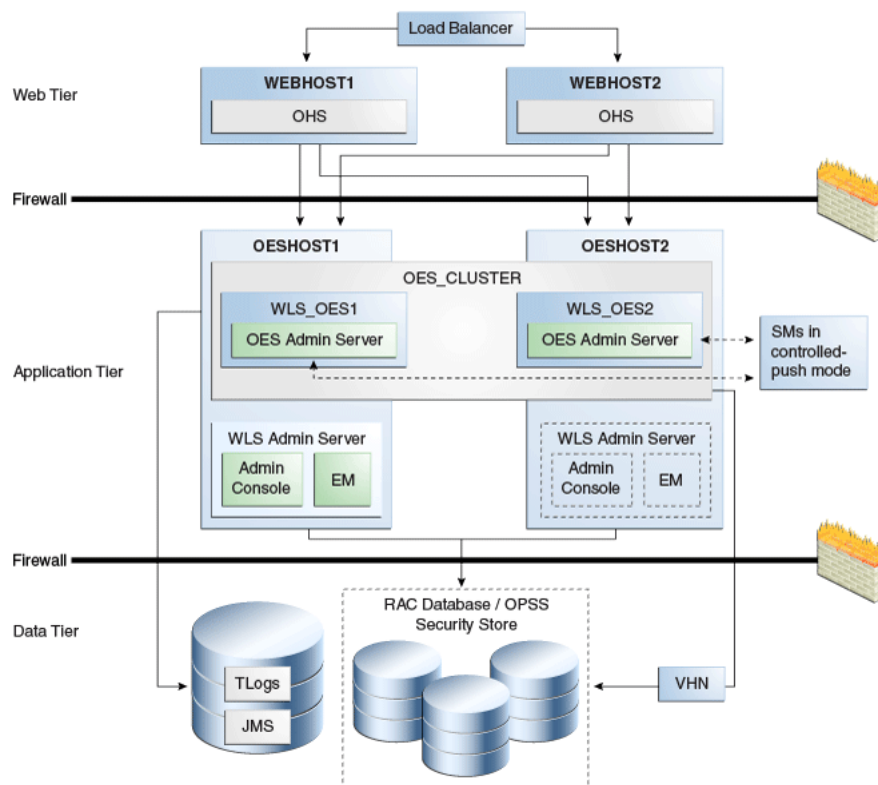 Load Balancer
Web Tier
WEBHOST1
OHS
WEBHOST2
OHS
Firewall
OESHOST1
OESHOST2
OES_CLUSTER
WLS_OES1
OES Admin Server
WLS_OES2
OES Admin Server
SMs in
controlled-
push mode
Application Tier
WLS Admin Server
Admin
Console
EM
WLS Admin Server
Admin
Console
EM
Firewall
Data Tier
RAC Database / OPSS
Security Store
TLogs
JMS
VHN